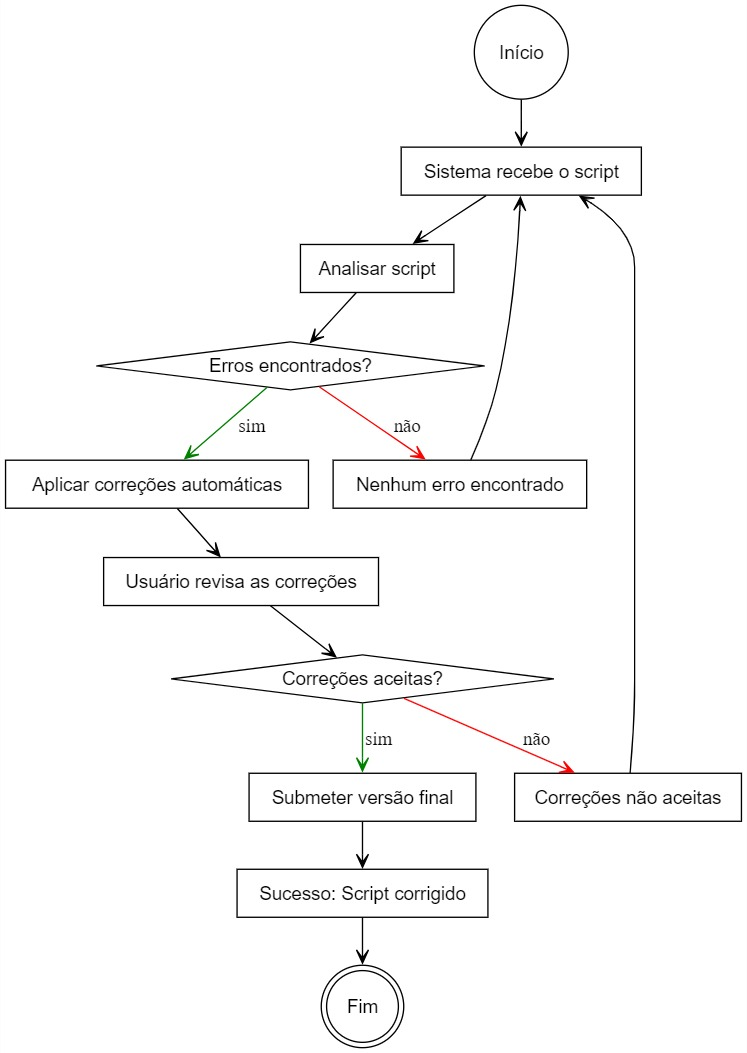 Início
Sistema recebe o script
Analisar script
Erros encontrados?
sim
não
Aplicar correções automáticas
Nenhum erro encontrado
Usuário revisa as correções
Correções aceitas?
sim
não
Submeter versão final
Correções não aceitas
Sucesso: Script corrigido
Fim